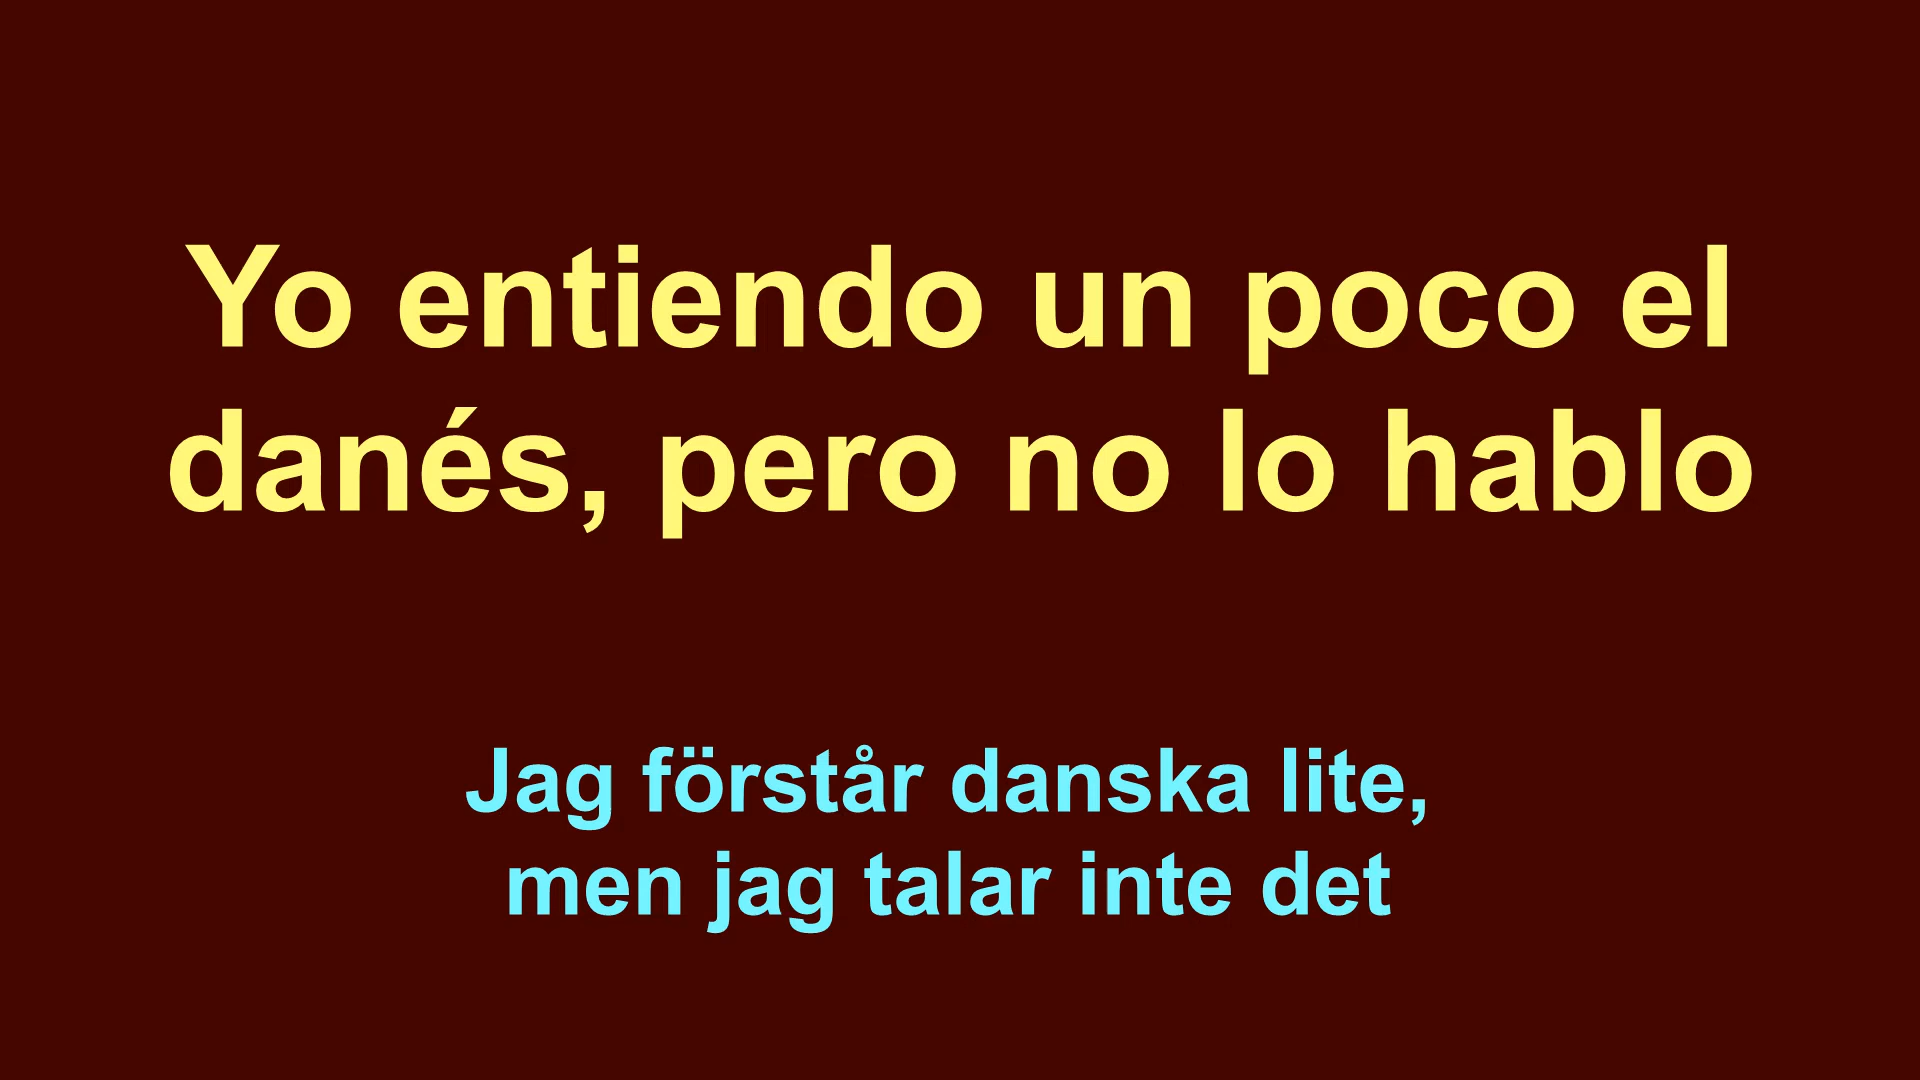 Yo entiendo un poco el
danés, pero no lo hablo
Jag förstår danska lite,
men jag talar inte det